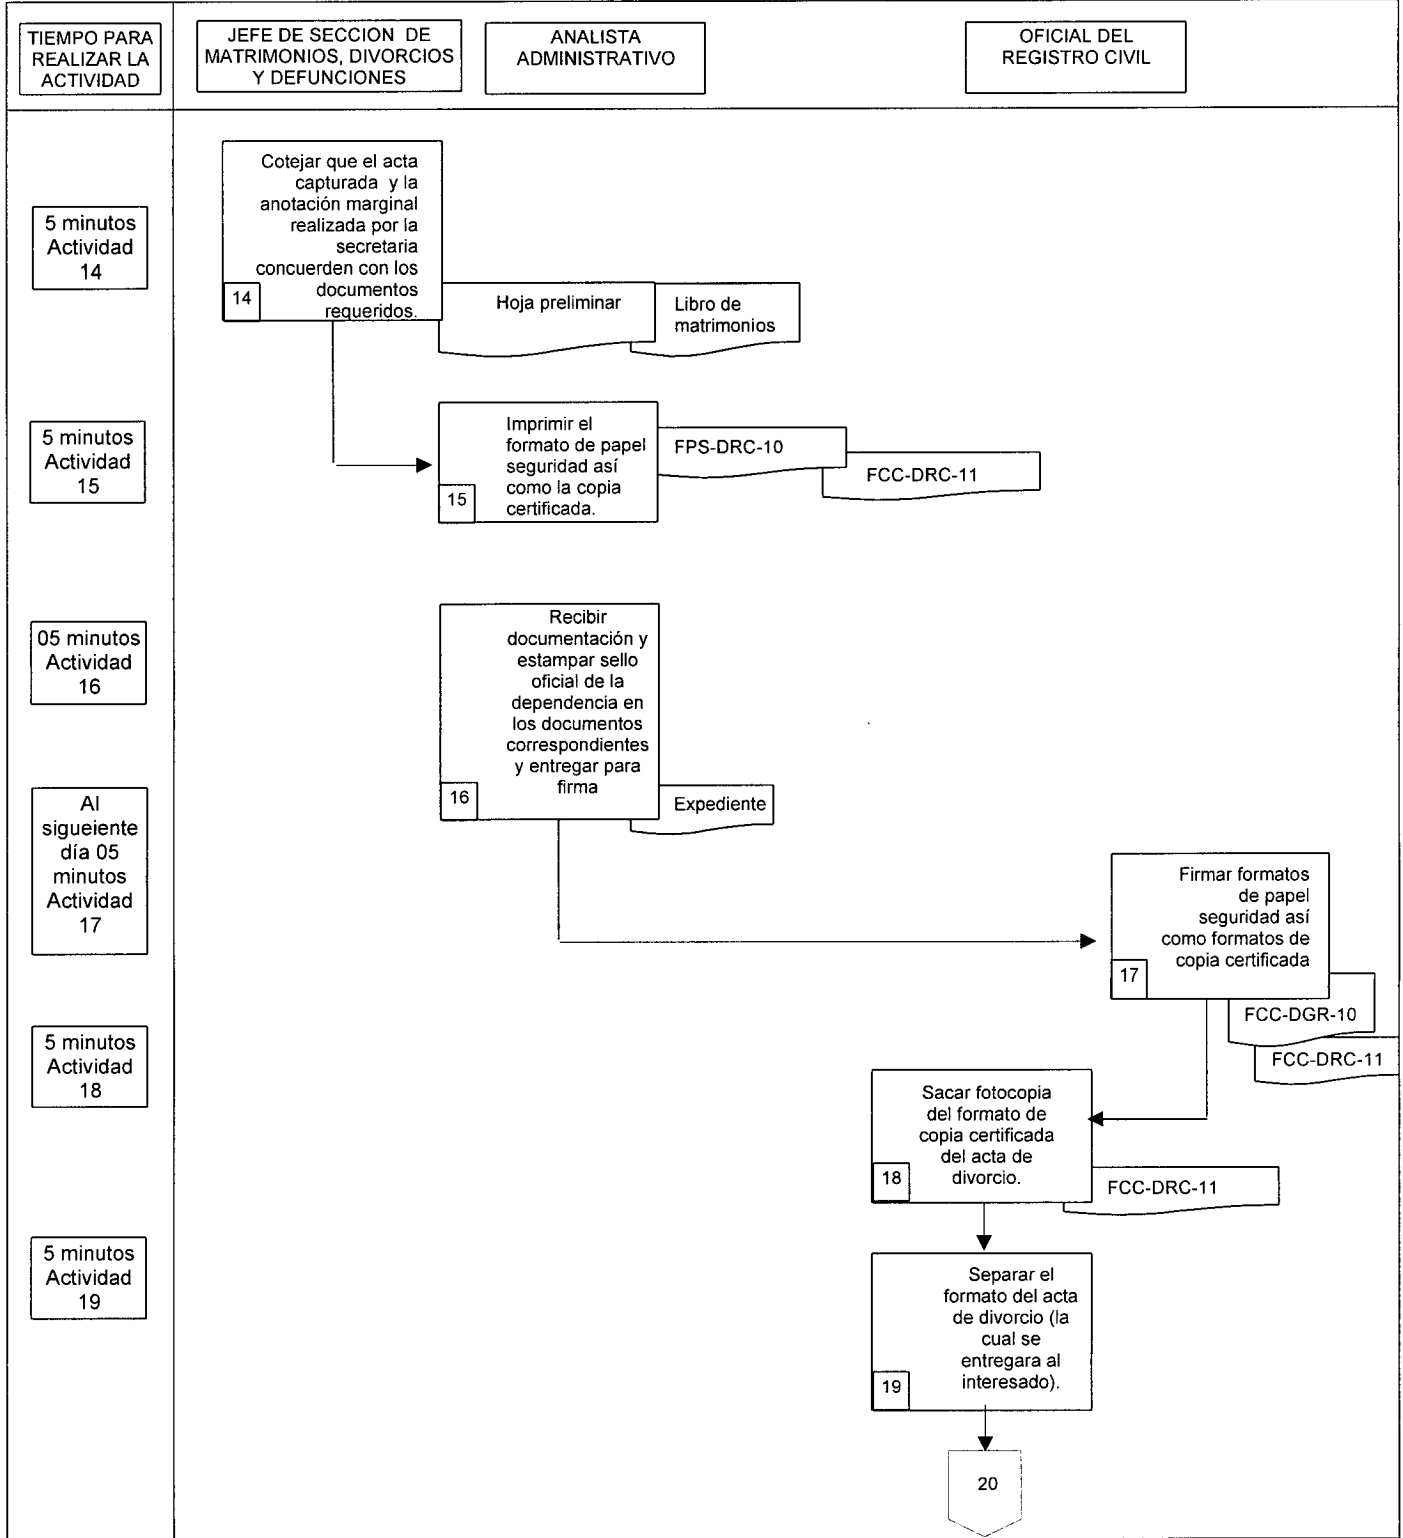 TIEMPO PARA
REALIZAR LA
ACTIVIDAD
JEFE DE SECCION DE
MATRIMONIOS, DIVORCIOS
Y DEFUNCIONES
ANALISTA
ADMINISTRATIVO
OFICIAL DEL
REGISTRO CIVIL
5 minutos
Actividad
14
Cotejar que el acta
capturada y la
anotación marginal
realizada por la
secretaria
concuerden con los
documentos
requeridos.
14
Hoja preliminar
Libro de
matrimonios
5 minutos
Actividad
15
Imprimir el
formato de papel
seguridad así
como la copia
certificada.
15
FPS-DRC-10
FCC-DRC-11
05 minutos
Actividad
16
Recibir
documentación y
estampar sello
oficial de la
dependencia en
los documentos
correspondientes
y entregar para
firma
16
Expediente
Al
sigueiente
día 05
minutos
Actividad
17
Firmar formatos
de papel
seguridad así
como formatos de
copia certificada
17
FCC-DGR-10
FCC-DRC-11
5 minutos
Actividad
18
Sacar fotocopia
del formato de
copia certificada
del acta de
divorcio.
18
FCC-DRC-11
5 minutos
Actividad
19
Separar el
formato del acta
de divorcio (la
cual se
entregara al
interesado).
19
20